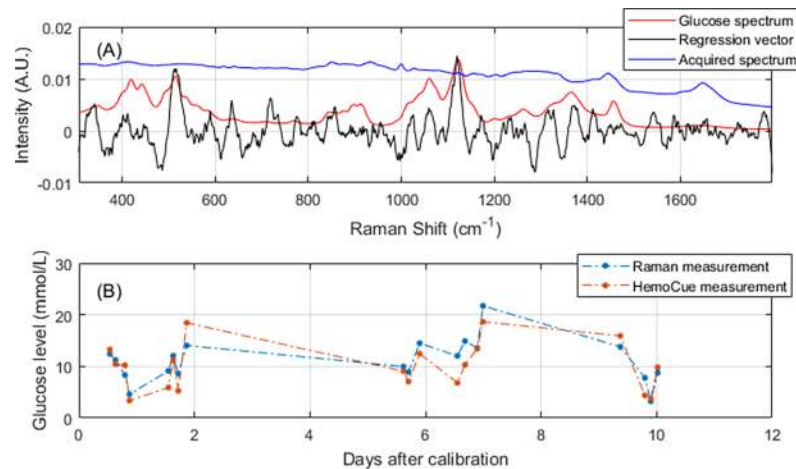 0.02
(A)
Glucose spectrum
Regression vector
Acquired spectrum
Intensity (A.U.)
0.01
0
-0.01
400 600 800 1000 1200 1400 1600
Raman Shift (cm⁻¹)
30
(B)
Raman measurement
HemoCue measurement
Glucose level (mmol/L)
20
10
0
0 2 4 6 8 10 12
Days after calibration